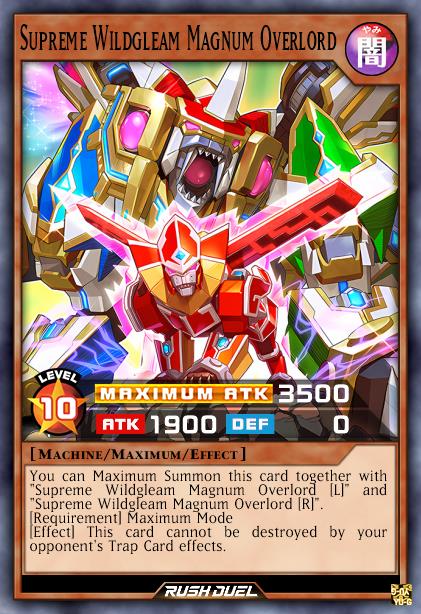 Supreme Wildgleam Magnum Overlord
やみ
闇
LEVEL
10
MAXIMUM ATK 3500
ATK 1900 DEF 0
[Machine/Maximum/Effect]
You can Maximum Summon this card together with
"Supreme Wildgleam Magnum Overlord [L]" and
"Supreme Wildgleam Magnum Overlord [R]".
[Requirement] Maximum Mode
[Effect] This card cannot be destroyed by your
opponent's Trap Card effects.
RUSH DUEL